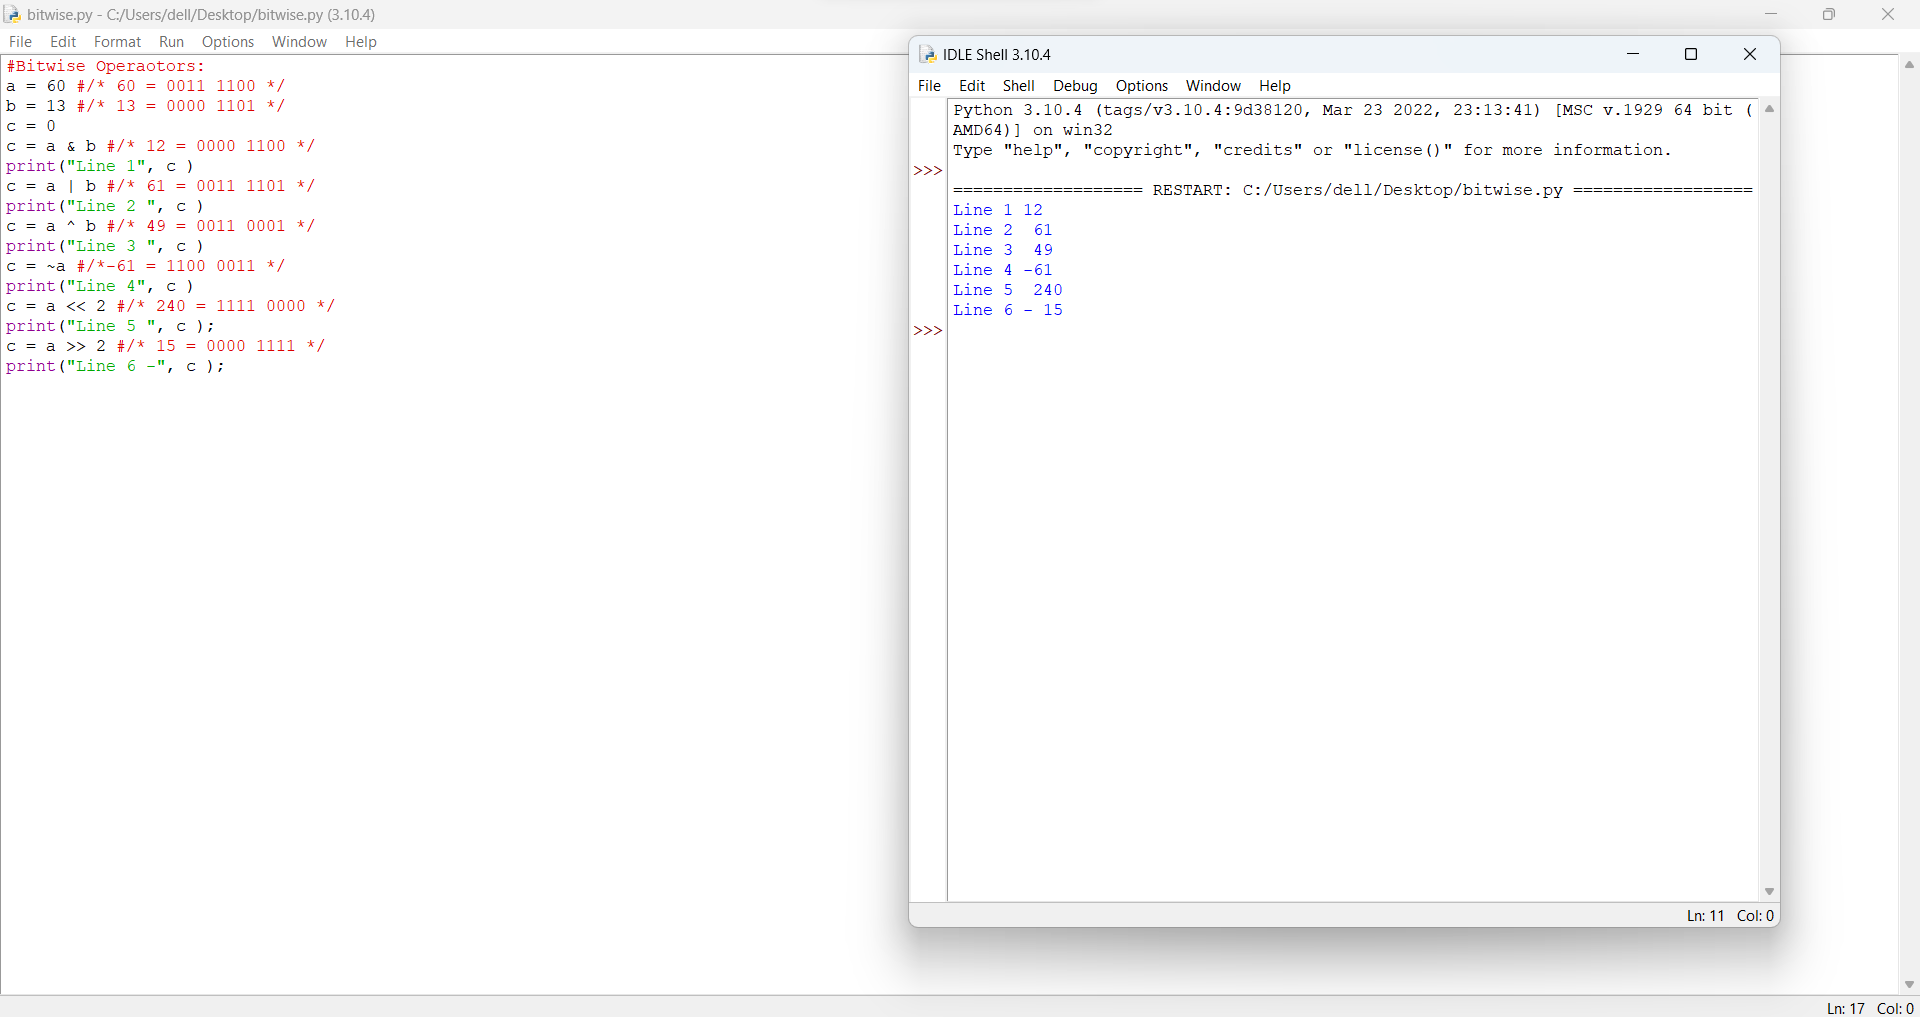 bitwise.py - C:/Users/dell/Desktop/bitwise.py (3.10.4)
File Edit Format Run Options Window Help
#Bitwise Operaotors:
a = 60 #/* 60 = 0011 1100 */
b = 13 #/* 13 = 0000 1101 */
c = 0
c = a & b #/* 12 = 0000 1100 */
print("Line 1", c )
c = a | b #/* 61 = 0011 1101 */
print("Line 2 ", c )
c = a ^ b #/* 49 = 0011 0001 */
print("Line 3 ", c )
c = ~a #/*-61 = 1100 0011 */
print("Line 4", c )
c = a << 2 #/* 240 = 1111 0000 */
print("Line 5 ", c );
c = a >> 2 #/* 15 = 0000 1111 */
print("Line 6 -", c );
IDLE Shell 3.10.4
File Edit Shell Debug Options Window Help
Python 3.10.4 (tags/v3.10.4:9d38120, Mar 23 2022, 23:13:41) [MSC v.1929 64 bit (
AMD64)] on win32
Type "help", "copyright", "credits" or "license()" for more information.
>>>
=================== RESTART: C:/Users/dell/Desktop/bitwise.py ==================
Line 1 12
Line 2  61
Line 3  49
Line 4 -61
Line 5  240
Line 6 - 15
>>>
Ln: 11 Col: 0
Ln: 17 Col: 0